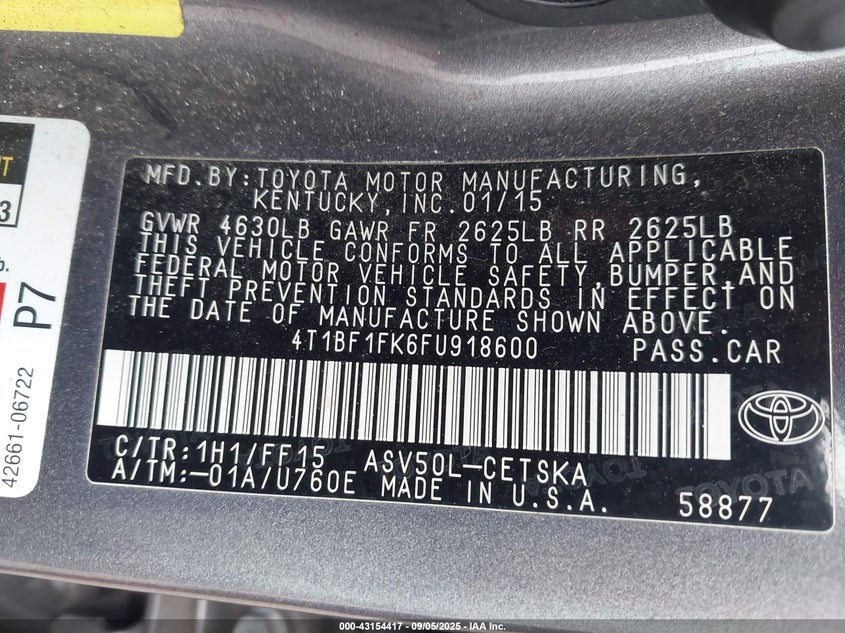 MFD. BY: TOYOTA MOTOR MANUFACTURING,
KENTUCKY, INC. 01/15
GVWR 4630LB GAWR FR 2625LB RR 2625LB
THIS VEHICLE CONFORMS TO ALL APPLICABLE
FEDERAL MOTOR VEHICLE SAFETY, BUMPER, AND
THEFT PREVENTION STANDARDS IN EFFECT ON
THE DATE OF MANUFACTURE SHOWN ABOVE.
4T1BF1FK6FU918600 PASS. CAR
C/TR: 1H1/FF15 ASV50L-CETSKA
A/TM: -01A/U760E MADE IN U.S.A. 58877
TOYOTA
42661-06722
P7
3
000-43154417 - 09/05/2025 - IAA Inc.